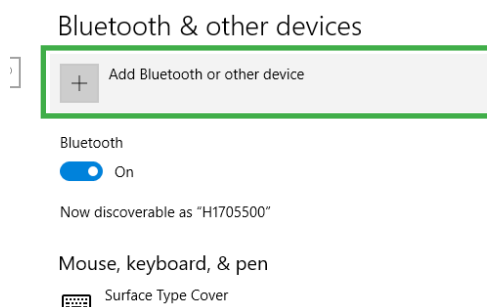 Bluetooth & other devices
Add Bluetooth or other device
Bluetooth
On
Now discoverable as “H1705500”
Mouse, keyboard, & pen
Surface Type Cover